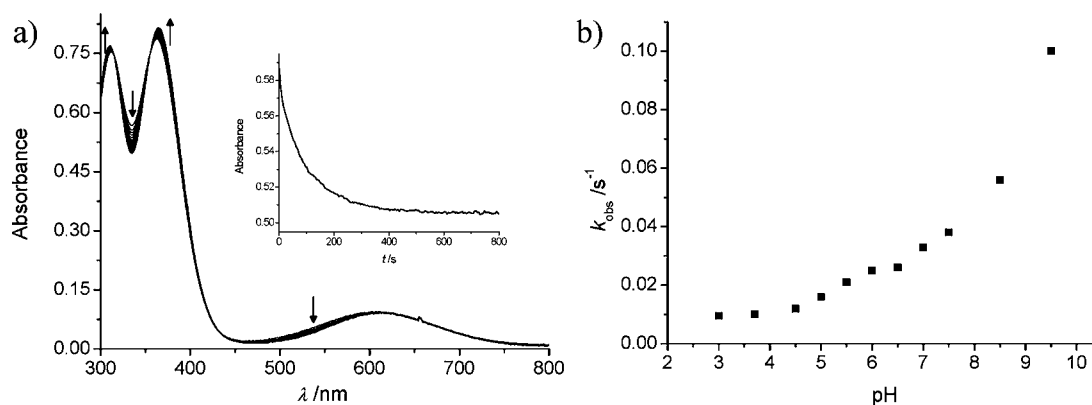 a)
Absorbance
0.75
0.60
0.45
0.30
0.15
0.00
300 400 500 600 700 800
λ /nm
Absorbance
0.58
0.56
0.54
0.52
0.50
0 200 400 600 800
t /s
b)
k obs /s⁻¹
0.10
0.08
0.06
0.04
0.02
0.00
2 3 4 5 6 7 8 9 10
pH